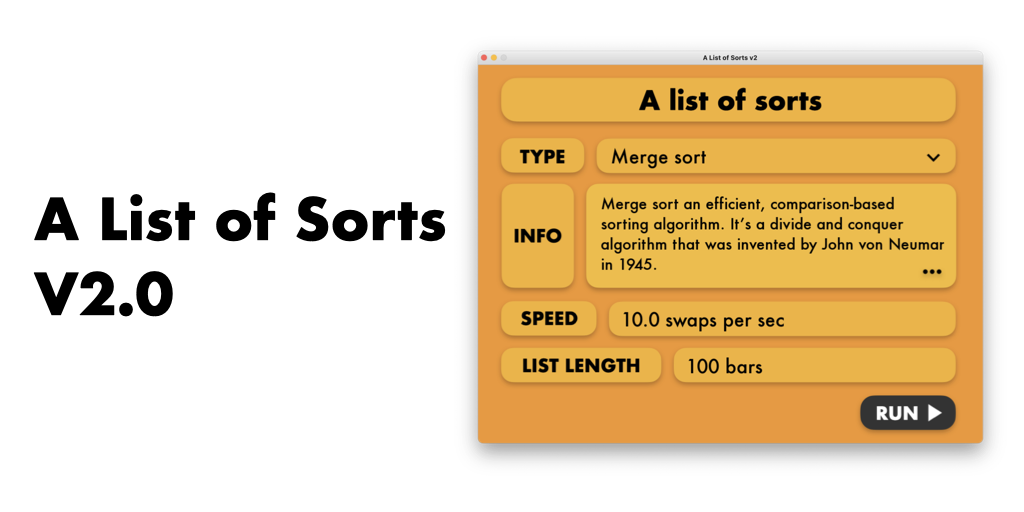 A List of Sorts
V2.0
A List of Sorts v2
A list of sorts
TYPE
Merge sort
INFO
Merge sort an efficient, comparison-based
sorting algorithm. It's a divide and conquer
algorithm that was invented by John von Neumar
in 1945.
SPEED
10.0 swaps per sec
LIST LENGTH
100 bars
RUN